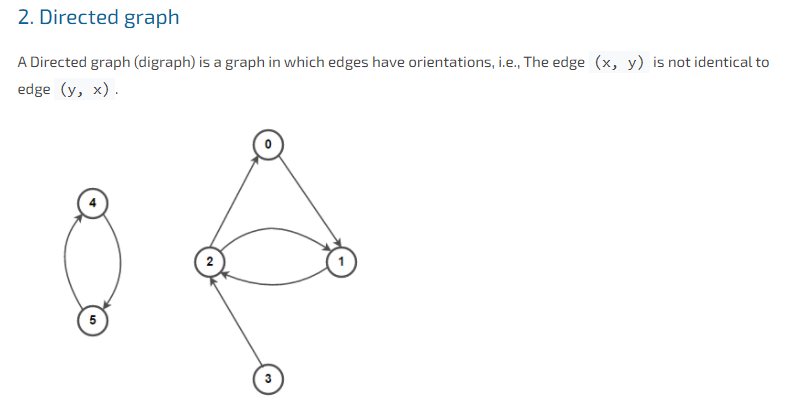 2. Directed graph
A Directed graph (digraph) is a graph in which edges have orientations, i.e., The edge (x, y) is not identical to
edge (y, x).
0
4
2
1
5
3